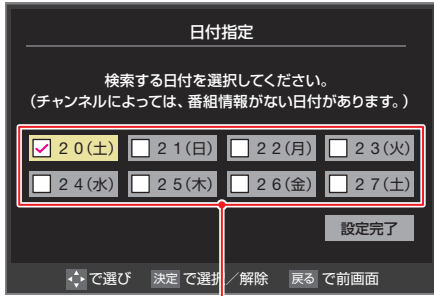 日付指定
検索する日付を選択してください。
(チャンネルによっては、番組情報がない日付があります。)
20(土) 21(日) 22(月) 23(火)
24(水) 25(木) 26(金) 27(土)
設定完了
で選び 決定 で選択／解除 戻る で前画面